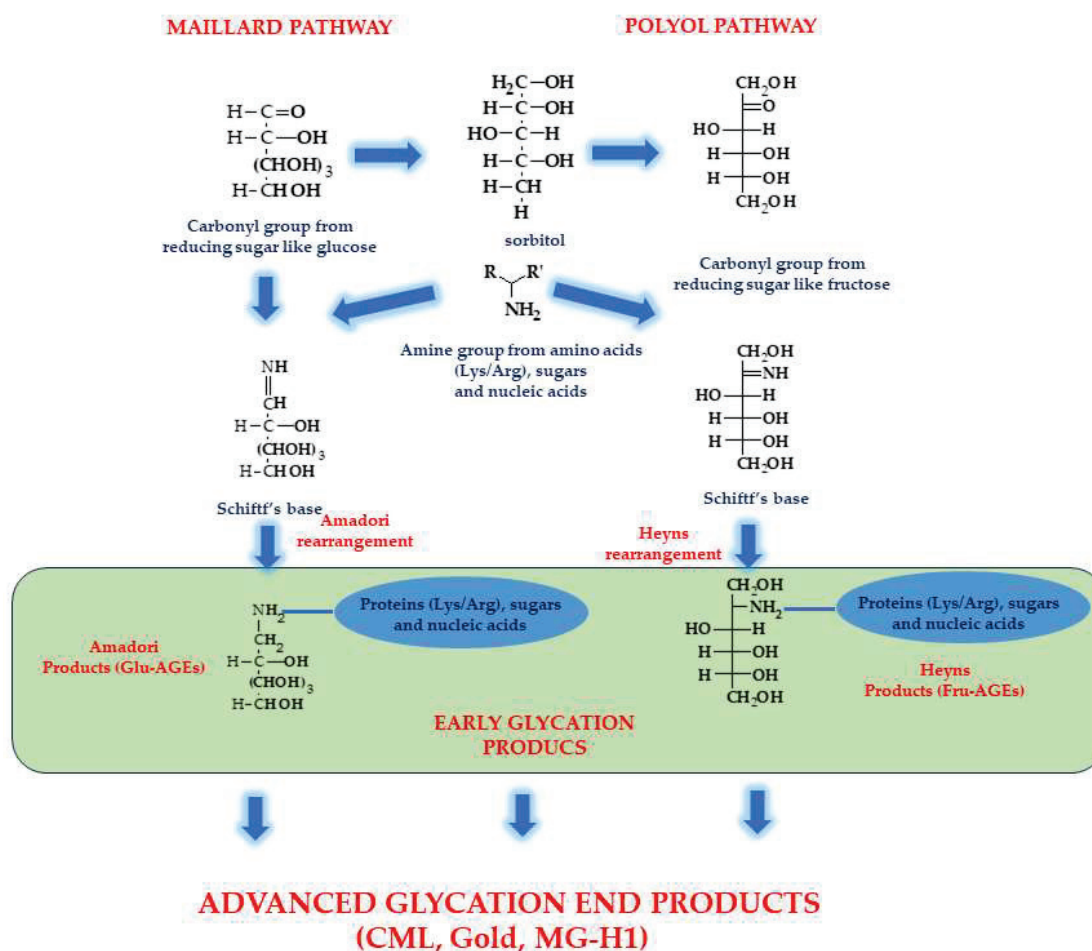 MAILLARD PATHWAY
POLYOL PATHWAY
H–C=O
H–C–OH
(CHOH)3
H–CHOH
Carbonyl group from
reducing sugar like glucose
H2C–OH
H–C–OH
HO–C–H
H–C–OH
H–CH
H
sorbitol
CH2OH
=O
HO H
H OH
H OH
CH2OH
Carbonyl group from
reducing sugar like fructose
R R'
NH2
Amine group from amino acids
(Lys/Arg), sugars
and nucleic acids
NH
CH
H–C–OH
(CHOH)3
H–CHOH
Schiftf's base
CH2OH
=NH
HO H
H OH
H OH
CH2OH
Schiftf's base
Amadori
rearrangement
Heyns
rearrangement
NH2
CH2
H–C–OH
(CHOH)3
H–CHOH
Proteins (Lys/Arg), sugars
and nucleic acids
Amadori
Products (Glu-AGEs)
CH2OH
NH2
HO H
H OH
H OH
CH2OH
Proteins (Lys/Arg), sugars
and nucleic acids
Heyns
Products (Fru-AGEs)
EARLY GLYCATION
PRODUCS
ADVANCED GLYCATION END PRODUCTS
(CML, Gold, MG-H1)